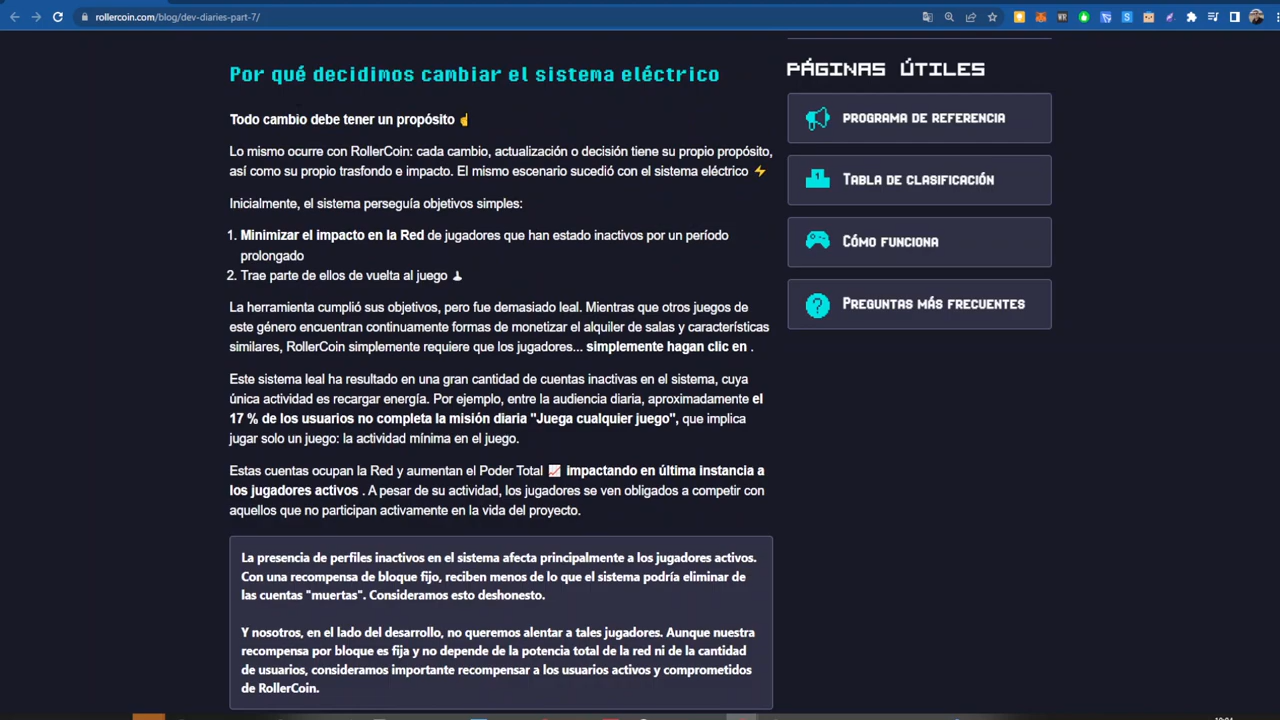 rollercoin.com/blog/dev-diaries-part-7/
Por qué decidimos cambiar el sistema eléctrico
PÁGINAS ÚTILES
Todo cambio debe tener un propósito ☝
Lo mismo ocurre con RollerCoin: cada cambio, actualización o decisión tiene su propio propósito,
así como su propio trasfondo e impacto. El mismo escenario sucedió con el sistema eléctrico ⚡
Inicialmente, el sistema perseguía objetivos simples:
1. Minimizar el impacto en la Red de jugadores que han estado inactivos por un período
prolongado
2. Trae parte de ellos de vuelta al juego 🕹
La herramienta cumplió sus objetivos, pero fue demasiado leal. Mientras que otros juegos de
este género encuentran continuamente formas de monetizar el alquiler de salas y características
similares, RollerCoin simplemente requiere que los jugadores... simplemente hagan clic en .
Este sistema leal ha resultado en una gran cantidad de cuentas inactivas en el sistema, cuya
única actividad es recargar energía. Por ejemplo, entre la audiencia diaria, aproximadamente el
17 % de los usuarios no completa la misión diaria "Juega cualquier juego", que implica
jugar solo un juego: la actividad mínima en el juego.
Estas cuentas ocupan la Red y aumentan el Poder Total 📈 impactando en última instancia a
los jugadores activos . A pesar de su actividad, los jugadores se ven obligados a competir con
aquellos que no participan activamente en la vida del proyecto.
La presencia de perfiles inactivos en el sistema afecta principalmente a los jugadores activos.
Con una recompensa de bloque fijo, reciben menos de lo que el sistema podría eliminar de
las cuentas "muertas". Consideramos esto deshonesto.
Y nosotros, en el lado del desarrollo, no queremos alentar a tales jugadores. Aunque nuestra
recompensa por bloque es fija y no depende de la potencia total de la red ni de la cantidad
de usuarios, consideramos importante recompensar a los usuarios activos y comprometidos
de RollerCoin.
PROGRAMA DE REFERENCIA
TABLA DE CLASIFICACIÓN
CÓMO FUNCIONA
PREGUNTAS MÁS FRECUENTES